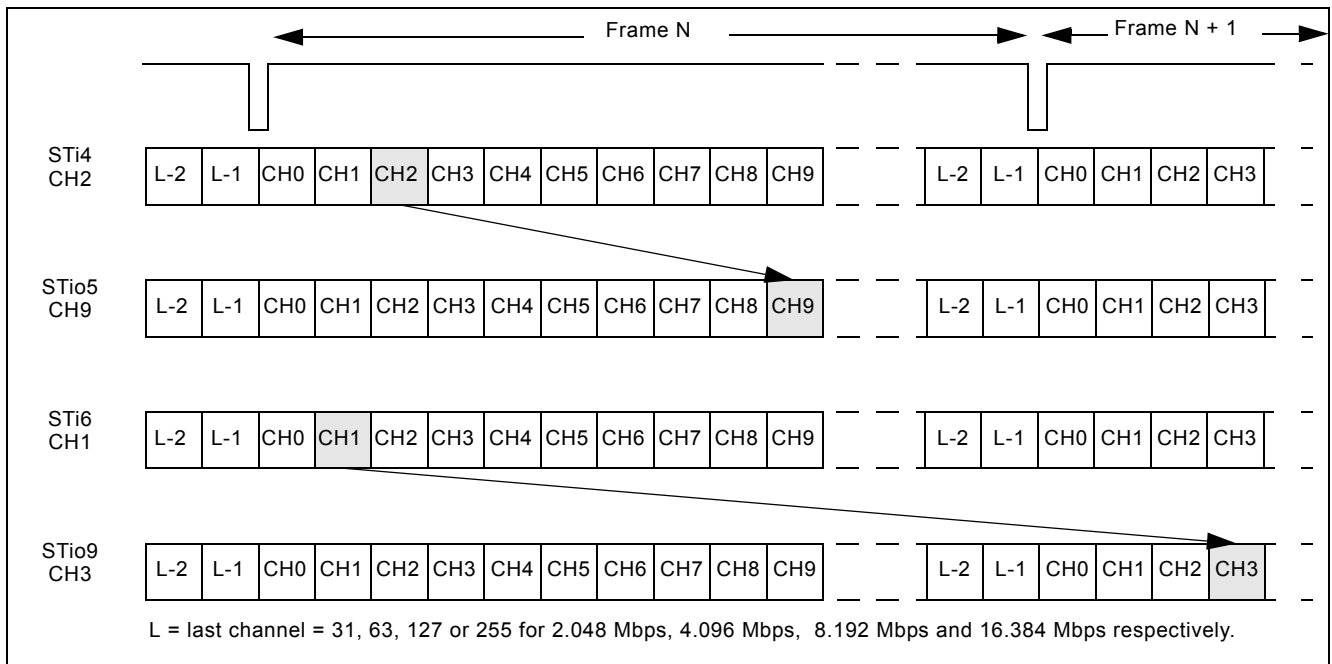 Frame N
Frame N + 1
STi4
CH2
L-2 L-1 CH0 CH1 CH2 CH3 CH4 CH5 CH6 CH7 CH8 CH9 L-2 L-1 CH0 CH1 CH2 CH3
STio5
CH9
L-2 L-1 CH0 CH1 CH2 CH3 CH4 CH5 CH6 CH7 CH8 CH9 L-2 L-1 CH0 CH1 CH2 CH3
STi6
CH1
L-2 L-1 CH0 CH1 CH2 CH3 CH4 CH5 CH6 CH7 CH8 CH9 L-2 L-1 CH0 CH1 CH2 CH3
STio9
CH3
L-2 L-1 CH0 CH1 CH2 CH3 CH4 CH5 CH6 CH7 CH8 CH9 L-2 L-1 CH0 CH1 CH2 CH3
L = last channel = 31, 63, 127 or 255 for 2.048 Mbps, 4.096 Mbps, 8.192 Mbps and 16.384 Mbps respectively.